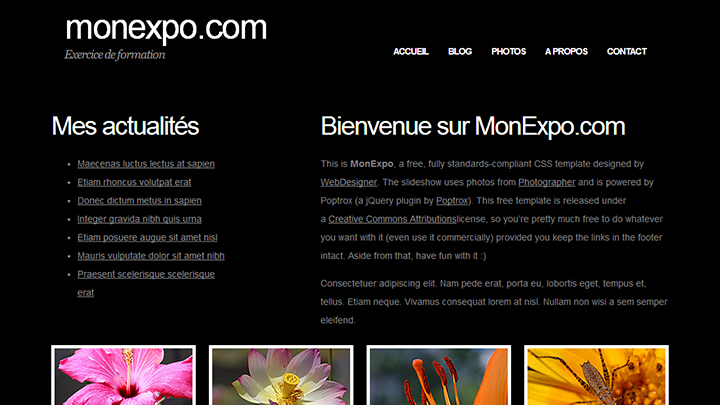 monexpo.com
Exercice de formation
ACCUEIL BLOG PHOTOS A PROPOS CONTACT
Mes actualités
Maecenas luctus lectus at sapien
Etiam rhoncus volutpat erat
Donec dictum metus in sapien
Integer gravida nibh quis urna
Etiam posuere augue sit amet nisl
Mauris vulputate dolor sit amet nibh
Praesent scelerisque scelerisque
erat
Bienvenue sur MonExpo.com
This is MonExpo, a free, fully standards-compliant CSS template designed by
WebDesigner. The slideshow uses photos from Photographer and is powered by
Poptrox (a jQuery plugin by Poptrox). This free template is released under
a Creative Commons Attributionslicense, so you're pretty much free to do whatever
you want with it (even use it commercially) provided you keep the links in the footer
intact. Aside from that, have fun with it :)
Consectetuer adipiscing elit. Nam pede erat, porta eu, lobortis eget, tempus et,
tellus. Etiam neque. Vivamus consequat lorem at nisl. Nullam non wisi a sem semper
eleifend.